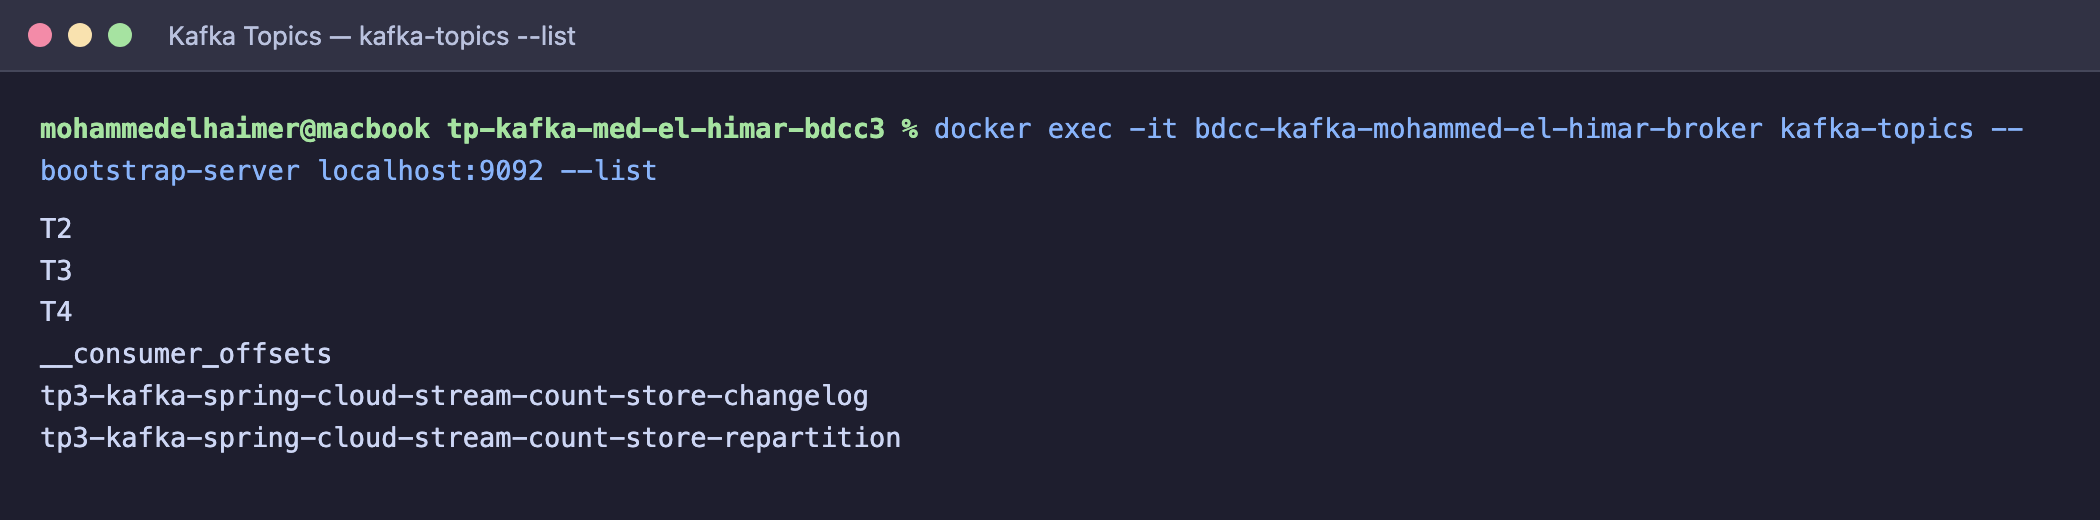 Kafka Topics — kafka-topics --list
mohammedelhaimer@macbook tp-kafka-med-el-himar-bdcc3 % docker exec -it bdcc-kafka-mohammed-el-himar-broker kafka-topics --
bootstrap-server localhost:9092 --list
T2
T3
T4
__consumer_offsets
tp3-kafka-spring-cloud-stream-count-store-changelog
tp3-kafka-spring-cloud-stream-count-store-repartition